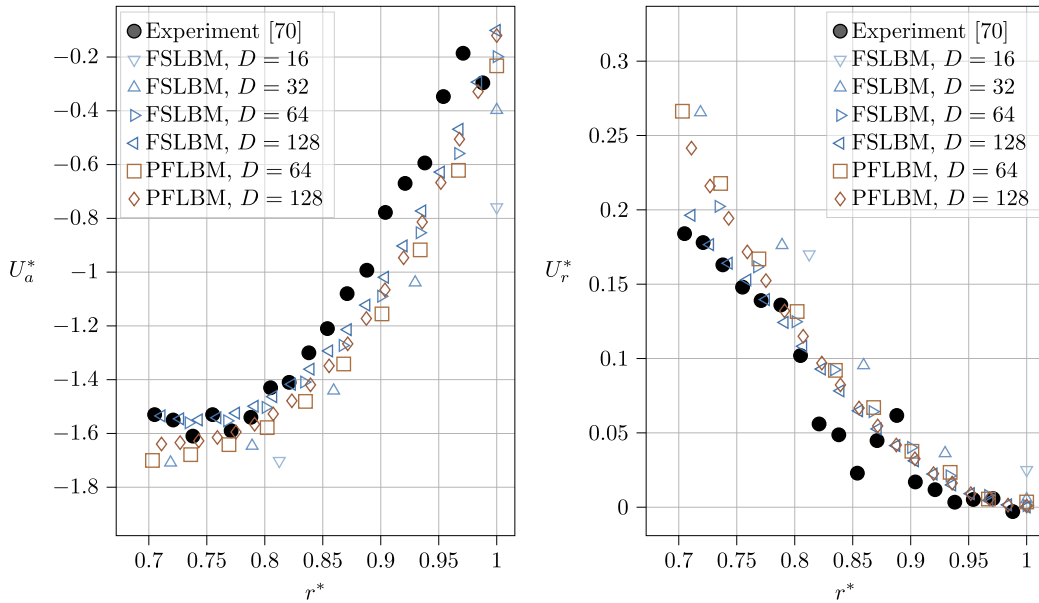 Experiment [70]
FSLBM, D = 16
FSLBM, D = 32
FSLBM, D = 64
FSLBM, D = 128
PFLBM, D = 64
PFLBM, D = 128
−0.2
−0.4
−0.6
−0.8
−1
−1.2
−1.4
−1.6
−1.8
U*a
0.7 0.75 0.8 0.85 0.9 0.95 1
r*
Experiment [70]
FSLBM, D = 16
FSLBM, D = 32
FSLBM, D = 64
FSLBM, D = 128
PFLBM, D = 64
PFLBM, D = 128
0.3
0.25
0.2
0.15
0.1
0.05
0
U*r
0.7 0.75 0.8 0.85 0.9 0.95 1
r*